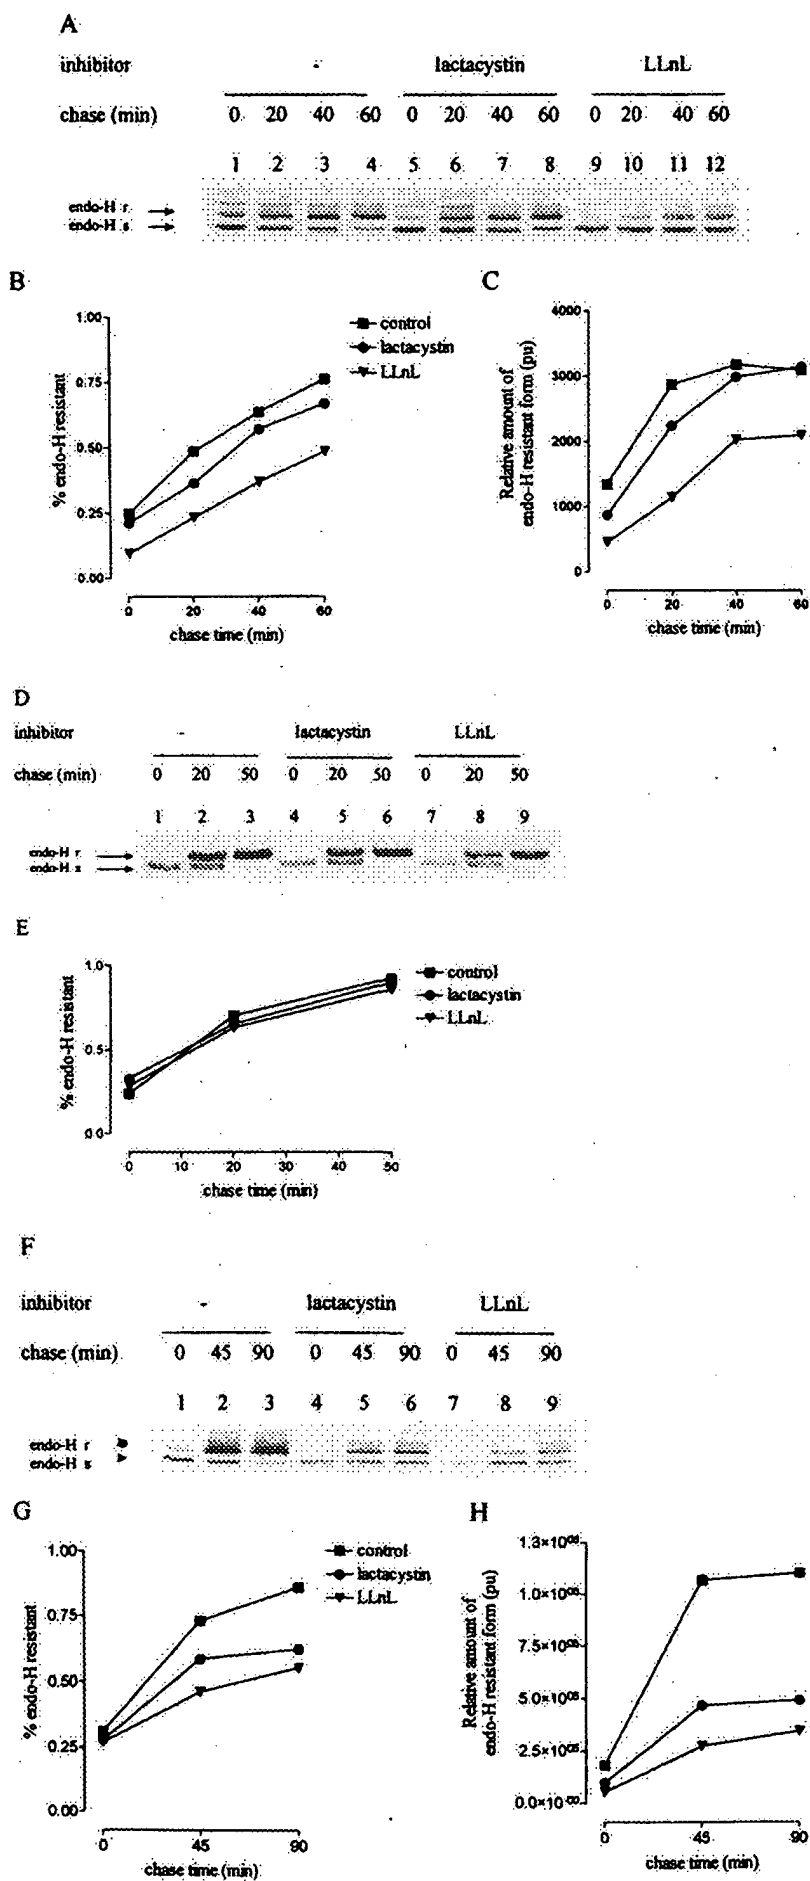 A
inhibitor - lactacystin LLnL
chase (min) 0 20 40 60 0 20 40 60 0 20 40 60
1 2 3 4 5 6 7 8 9 10 11 12
endo-H r
endo-H s
B
1.00
0.75
0.50
0.25
0.00
% endo-H resistant
control
lactacystin
LLnL
0 20 40 60
chase time (min)
C
4000
3000
2000
1000
0
Relative amount of
endo-H resistant form (pu)
0 20 40 60
chase time (min)
D
inhibitor - lactacystin LLnL
chase (min) 0 20 50 0 20 50 0 20 50
1 2 3 4 5 6 7 8 9
endo-H r
endo-H s
E
1.0
0.5
0.0
% endo-H resistant
control
lactacystin
LLnL
0 10 20 30 40 50
chase time (min)
F
inhibitor - lactacystin LLnL
chase (min) 0 45 90 0 45 90 0 45 90
1 2 3 4 5 6 7 8 9
endo-H r
endo-H s
G
1.00
0.75
0.50
0.25
0.00
% endo-H resistant
control
lactacystin
LLnL
0 45 90
chase time (min)
H
Relative amount of
endo-H resistant form (pu)
0 45 90
chase time (min)